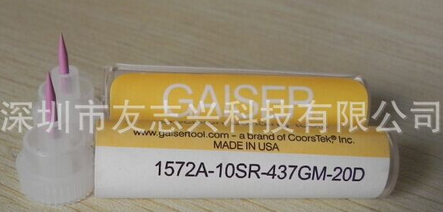 GAISER
深圳市友志兴科技有限公司
www.gaisertool.com – a brand of CoorsTek® Inc.
MADE IN USA
1572A-10SR-437GM-20D